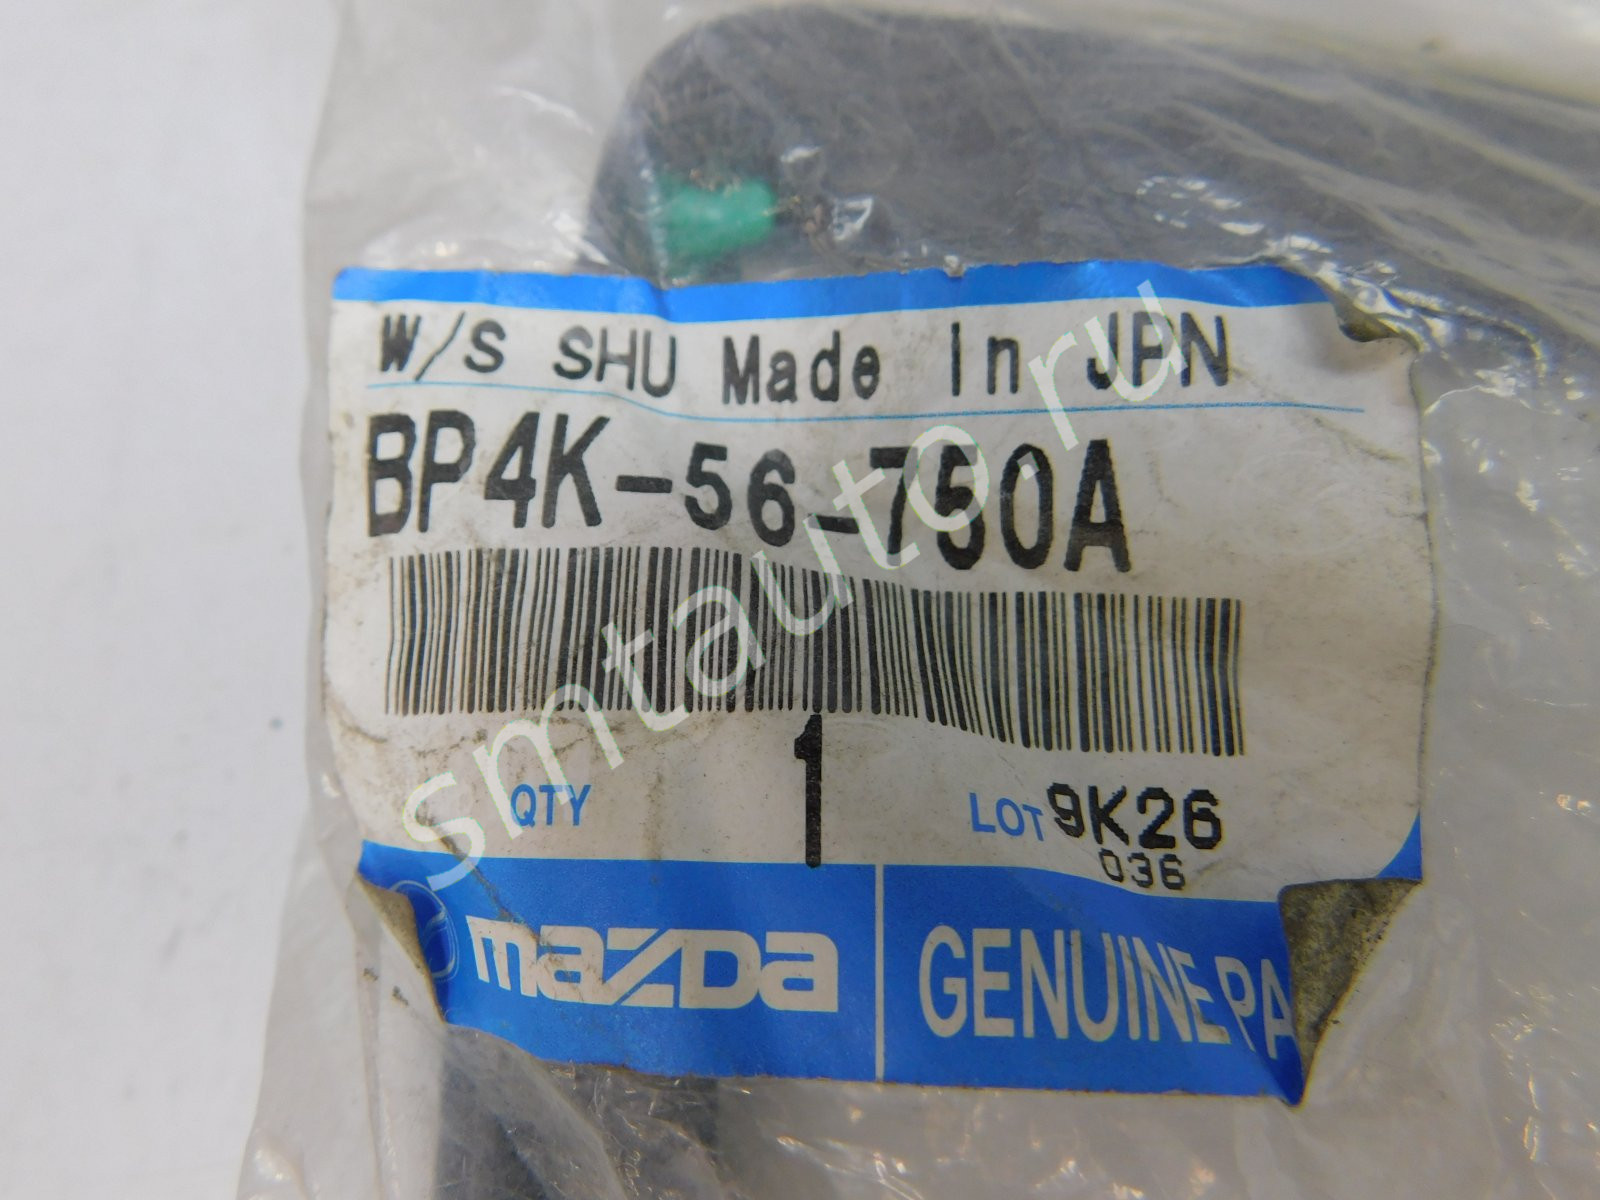 W/S SHU Made In JPN
BP4K-56-750A
QTY 1 LOT 9K26
036
mazda GENUINE PA
smtauto.ru